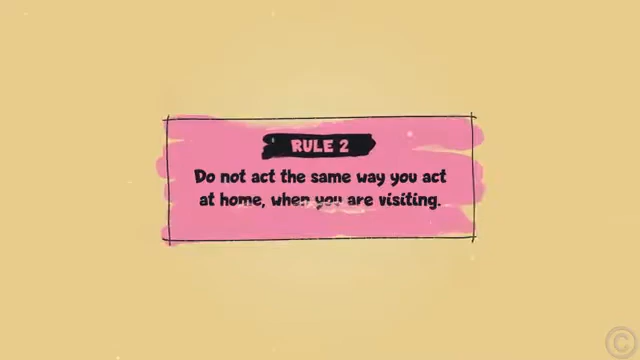 RULE 2
Do not act the same way you act
at home, when you are visiting.
©